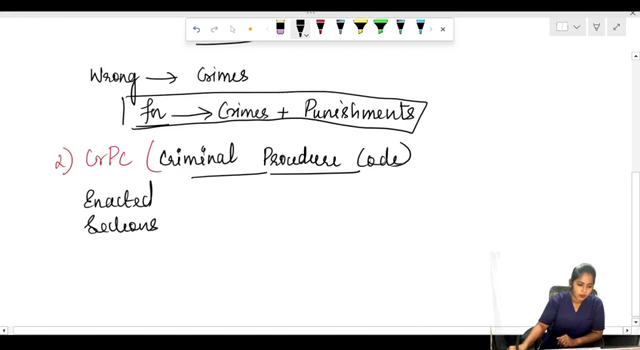 Wrong → Crimes
fn → Crimes + Punishments
2) CrPC (Criminal Procedure Code)
Enacted
Sections